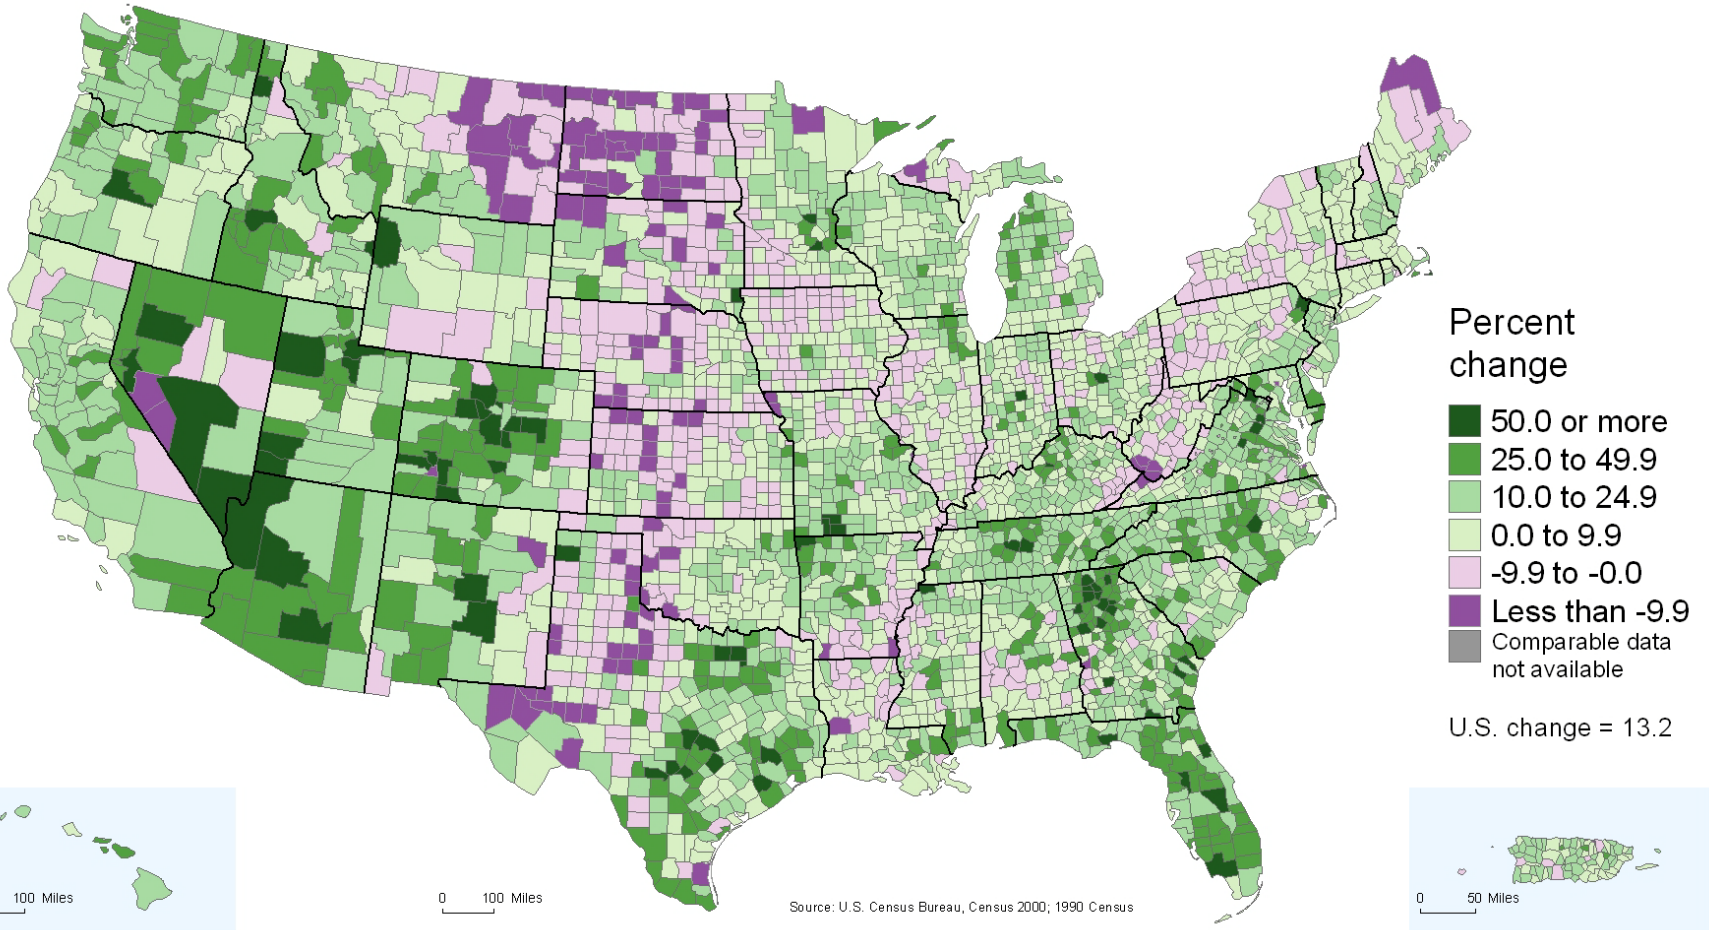 Percent
change
50.0 or more
25.0 to 49.9
10.0 to 24.9
0.0 to 9.9
-9.9 to -0.0
Less than -9.9
Comparable data
not available
U.S. change = 13.2
100 Miles
0 100 Miles
Source: U.S. Census Bureau, Census 2000; 1990 Census
0 50 Miles